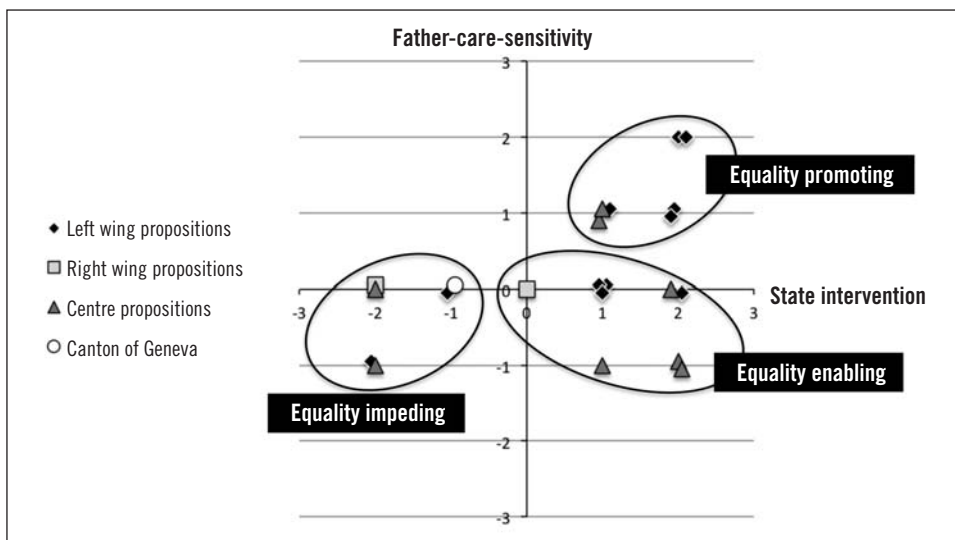 Father-care-sensitivity
3
2
Equality promoting
1
Left wing propositions
Right wing propositions
Centre propositions
Canton of Geneva
0
State intervention
-3 -2 -1 0 1 2 3
-1
Equality enabling
Equality impeding
-2
-3